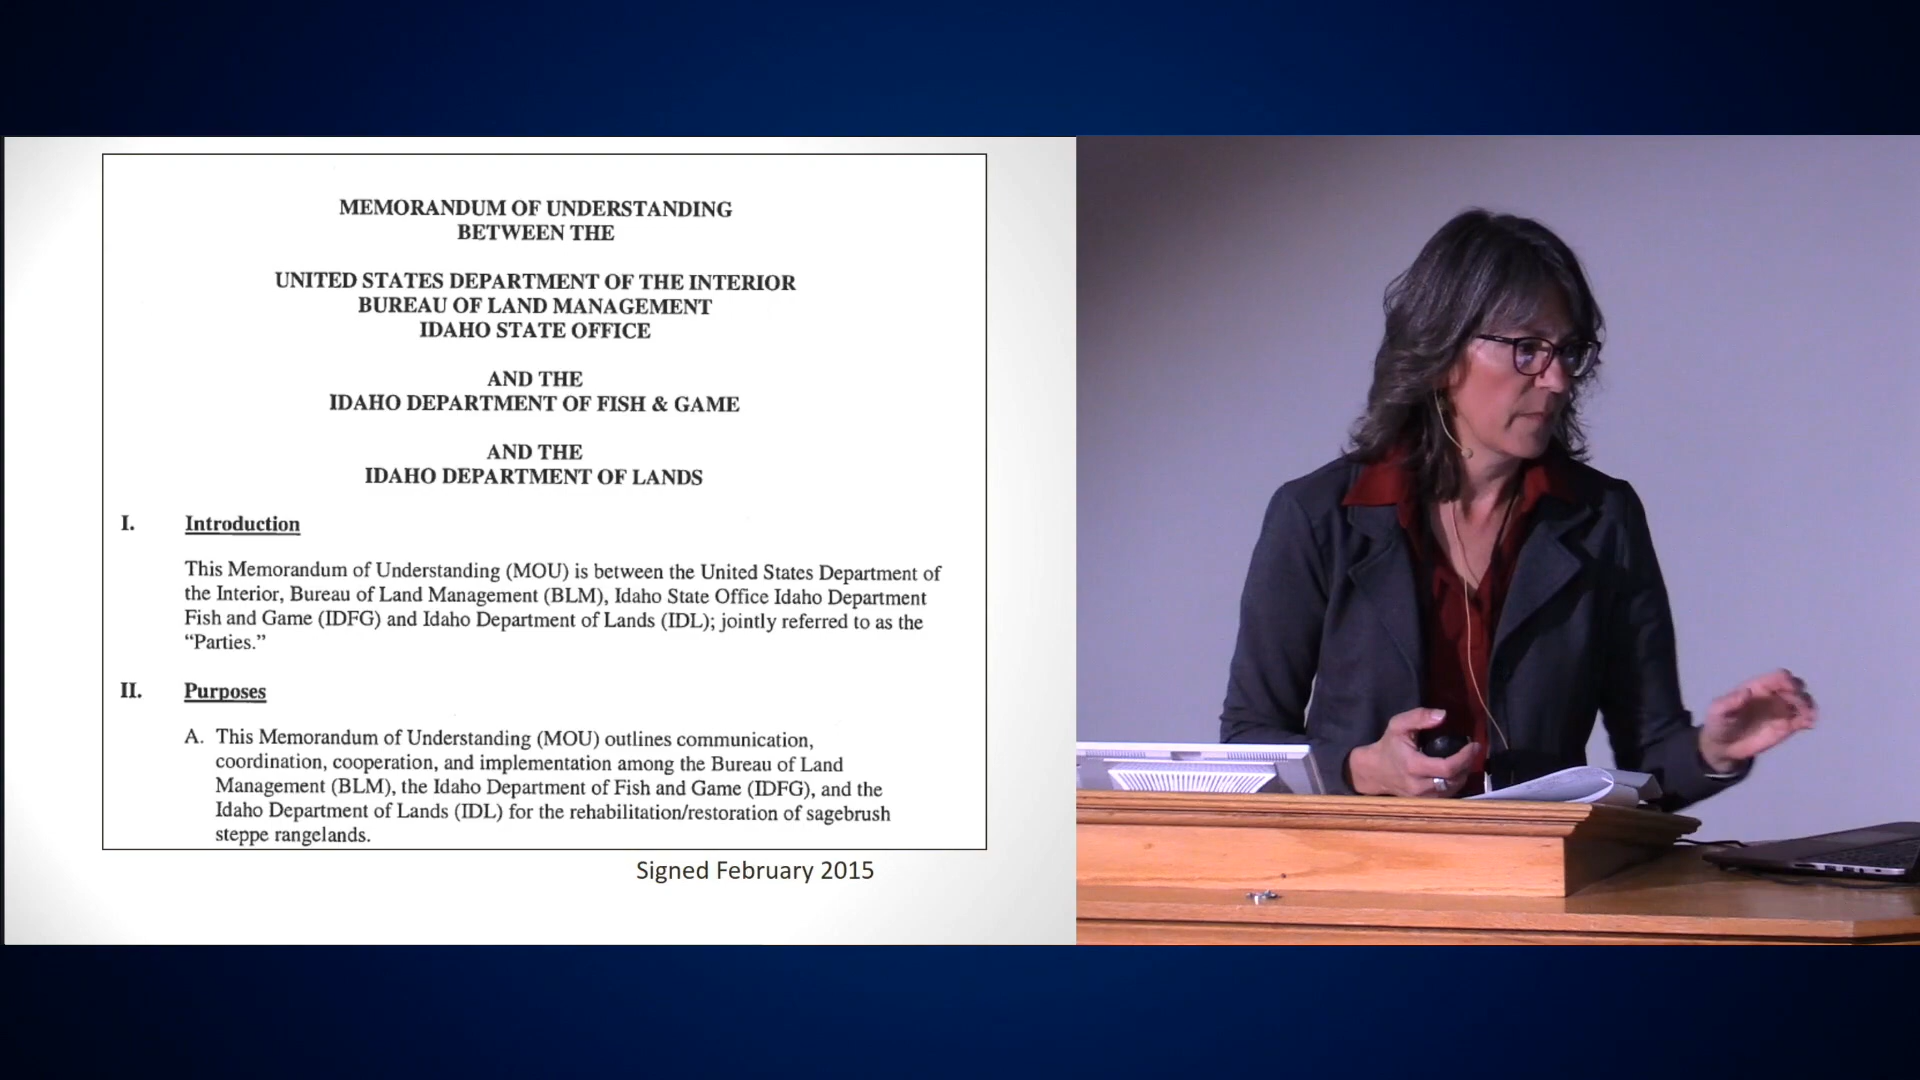 MEMORANDUM OF UNDERSTANDING
BETWEEN THE
UNITED STATES DEPARTMENT OF THE INTERIOR
BUREAU OF LAND MANAGEMENT
IDAHO STATE OFFICE
AND THE
IDAHO DEPARTMENT OF FISH & GAME
AND THE
IDAHO DEPARTMENT OF LANDS
I. Introduction
This Memorandum of Understanding (MOU) is between the United States Department of
the Interior, Bureau of Land Management (BLM), Idaho State Office Idaho Department
Fish and Game (IDFG) and Idaho Department of Lands (IDL); jointly referred to as the
“Parties.”
II. Purposes
A. This Memorandum of Understanding (MOU) outlines communication,
coordination, cooperation, and implementation among the Bureau of Land
Management (BLM), the Idaho Department of Fish and Game (IDFG), and the
Idaho Department of Lands (IDL) for the rehabilitation/restoration of sagebrush
steppe rangelands.
Signed February 2015